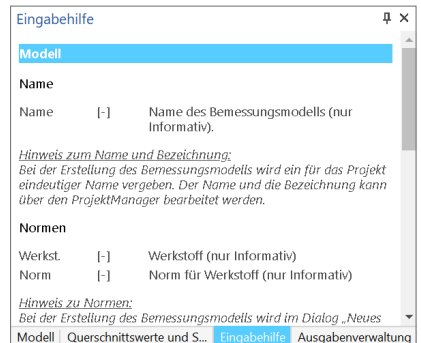 Eingabehilfe
Modell
Name
Name [-] Name des Bemessungsmodells (nur
Informativ).
Hinweis zum Name und Bezeichnung:
Bei der Erstellung des Bemessungsmodells wird ein für das Projekt
eindeutiger Name vergeben. Der Name und die Bezeichnung kann
über den ProjektManager bearbeitet werden.
Normen
Werkst. [-] Werkstoff (nur Informativ)
Norm [-] Norm für Werkstoff (nur Informativ)
Hinweis zu Normen:
Bei der Erstellung des Bemessungsmodells wird im Dialog „Neues
Modell Querschnittswerte und S... Eingabehilfe Ausgabenverwaltung